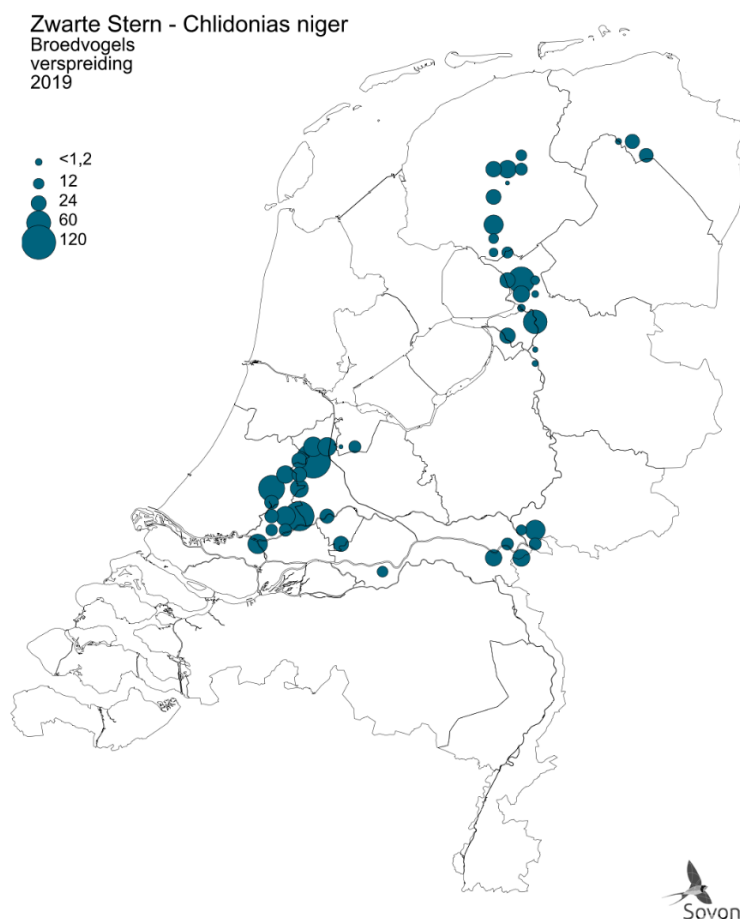 Zwarte Stern - Chlidonias niger
Broedvogels
verspreiding
2019
<1,2
12
24
60
120
Sovon